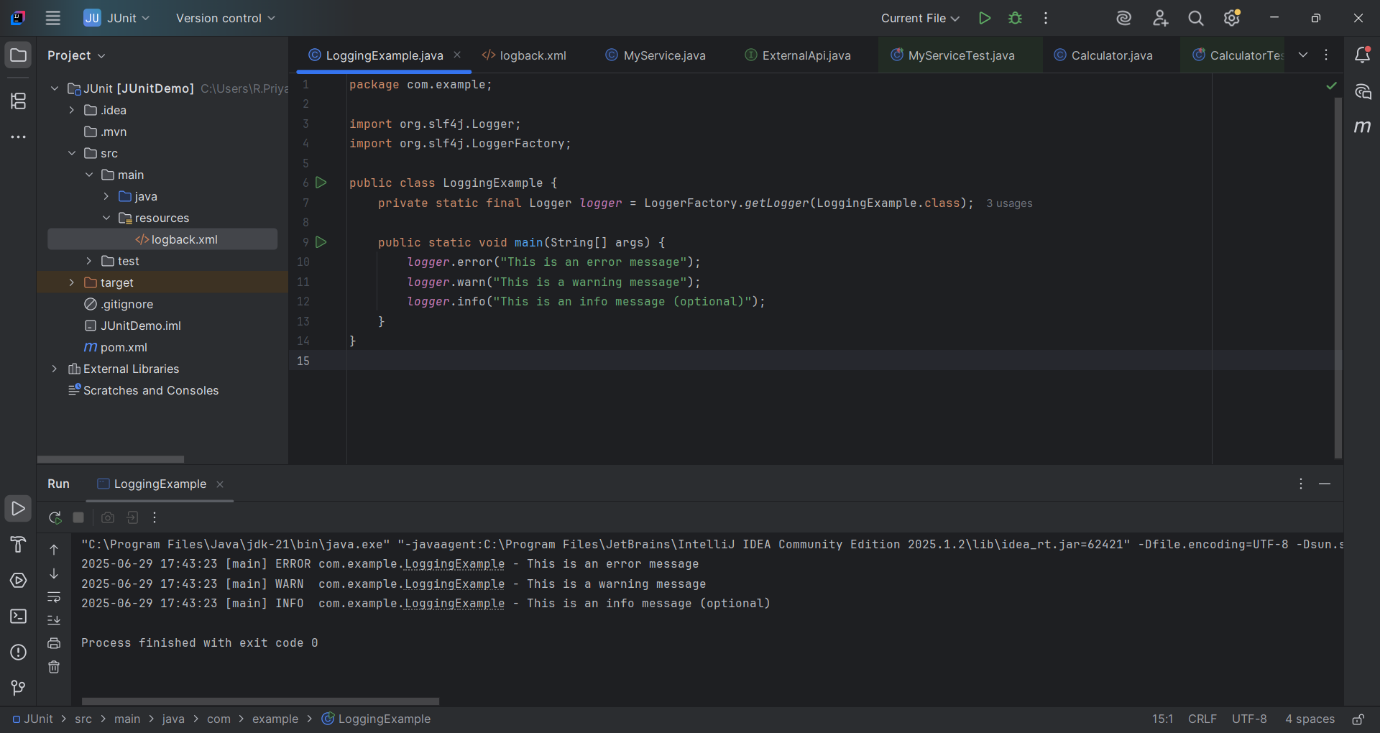 JU JUnit Version control Current File
Project
LoggingExample.java logback.xml MyService.java ExternalApi.java MyServiceTest.java Calculator.java CalculatorTes
JUnit [JUnitDemo] C:\Users\R.Priya
.idea
.mvn
src
main
java
resources
logback.xml
test
target
.gitignore
JUnitDemo.iml
m pom.xml
External Libraries
Scratches and Consoles
1 package com.example;
2
3 import org.slf4j.Logger;
4 import org.slf4j.LoggerFactory;
5
6 public class LoggingExample {
7 private static final Logger logger = LoggerFactory.getLogger(LoggingExample.class); 3 usages
8
9 public static void main(String[] args) {
10 logger.error("This is an error message");
11 logger.warn("This is a warning message");
12 logger.info("This is an info message (optional)");
13 }
14 }
15
m
Run LoggingExample
"C:\Program Files\Java\jdk-21\bin\java.exe" "-javaagent:C:\Program Files\JetBrains\IntelliJ IDEA Community Edition 2025.1.2\lib\idea_rt.jar=62421" -Dfile.encoding=UTF-8 -Dsun.s
2025-06-29 17:43:23 [main] ERROR com.example.LoggingExample - This is an error message
2025-06-29 17:43:23 [main] WARN  com.example.LoggingExample - This is a warning message
2025-06-29 17:43:23 [main] INFO  com.example.LoggingExample - This is an info message (optional)
Process finished with exit code 0
JUnit > src > main > java > com > example > LoggingExample 15:1 CRLF UTF-8 4 spaces